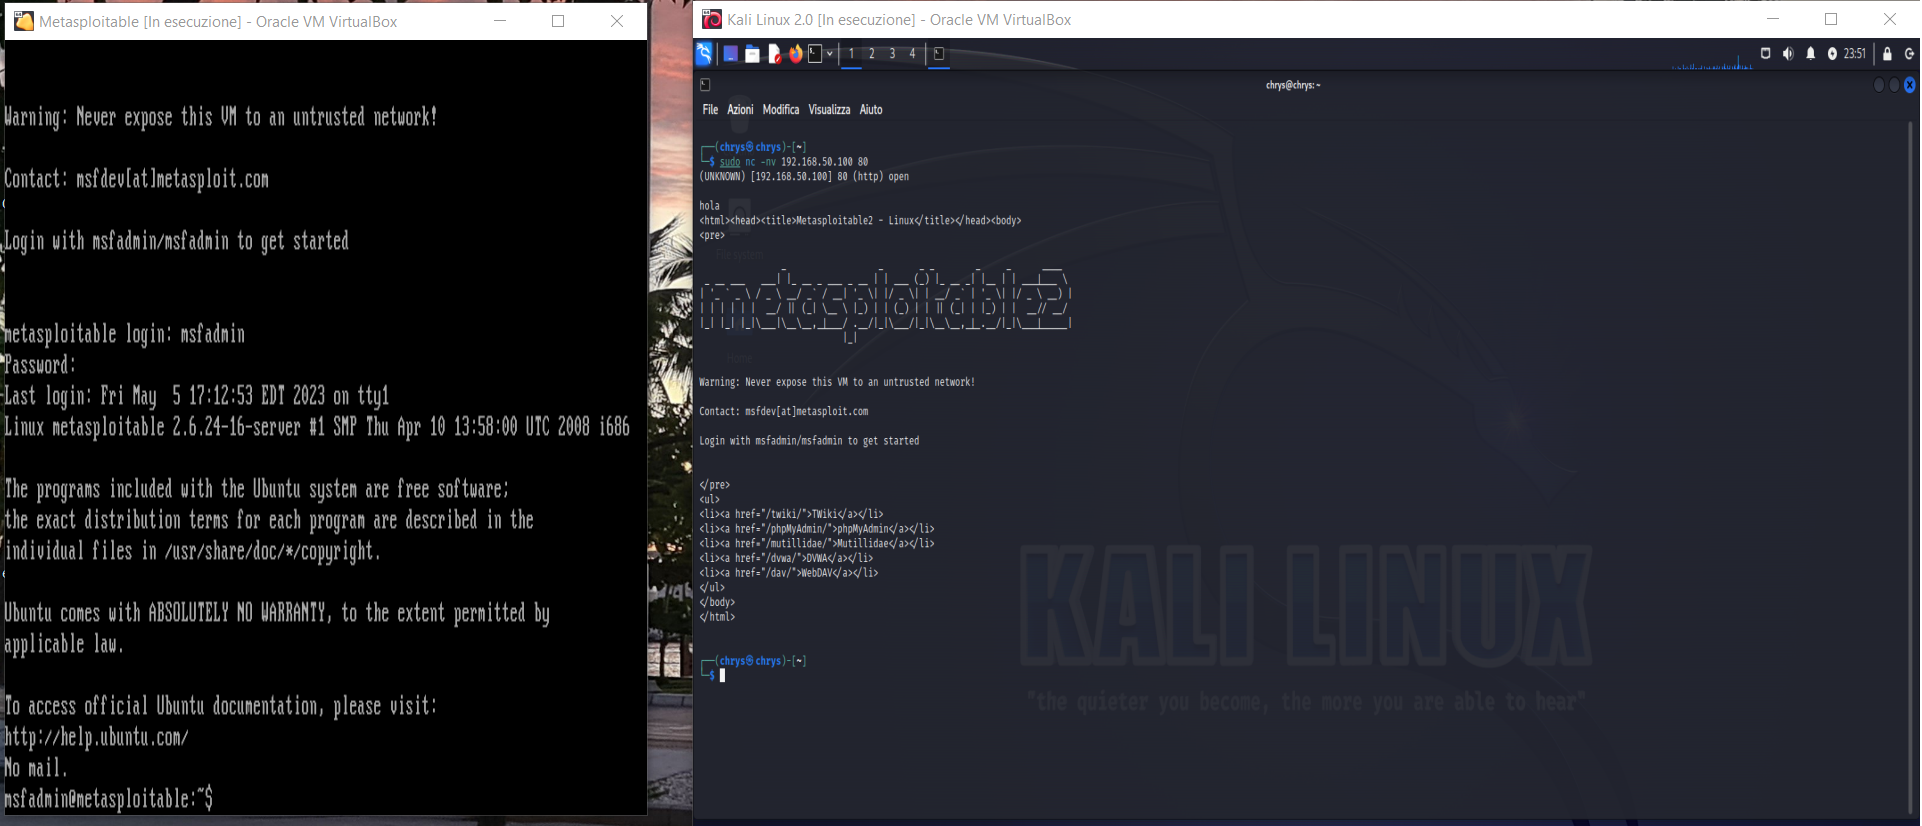 Metasploitable [In esecuzione] - Oracle VM VirtualBox
Warning: Never expose this VM to an untrusted network!
Contact: msfdev[at]metasploit.com
Login with msfadmin/msfadmin to get started
metasploitable login: msfadmin
Password:
Last login: Fri May  5 17:12:53 EDT 2023 on tty1
Linux metasploitable 2.6.24-16-server #1 SMP Thu Apr 10 13:58:00 UTC 2008 i686
The programs included with the Ubuntu system are free software;
the exact distribution terms for each program are described in the
individual files in /usr/share/doc/*/copyright.
Ubuntu comes with ABSOLUTELY NO WARRANTY, to the extent permitted by
applicable law.
To access official Ubuntu documentation, please visit:
http://help.ubuntu.com/
No mail.
msfadmin@metasploitable:~$
Kali Linux 2.0 [In esecuzione] - Oracle VM VirtualBox
1 2 3 4
23:51
chrys@chrys: ~
File Azioni Modifica Visualizza Aiuto
(chrys㉿chrys)-[~]
$ sudo nc -nv 192.168.50.100 80
(UNKNOWN) [192.168.50.100] 80 (http) open
hola
<html><head><title>Metasploitable2 - Linux</title></head><body>
<pre>
metasploitable2
Warning: Never expose this VM to an untrusted network!
Contact: msfdev[at]metasploit.com
Login with msfadmin/msfadmin to get started
</pre>
<ul>
<li><a href="/twiki/">TWiki</a></li>
<li><a href="/phpMyAdmin/">phpMyAdmin</a></li>
<li><a href="/mutillidae/">Mutillidae</a></li>
<li><a href="/dvwa/">DVWA</a></li>
<li><a href="/dav/">WebDAV</a></li>
</ul>
</body>
</html>
(chrys㉿chrys)-[~]
$
File system
Home
KALI LINUX
"the quieter you become, the more you are able to hear"